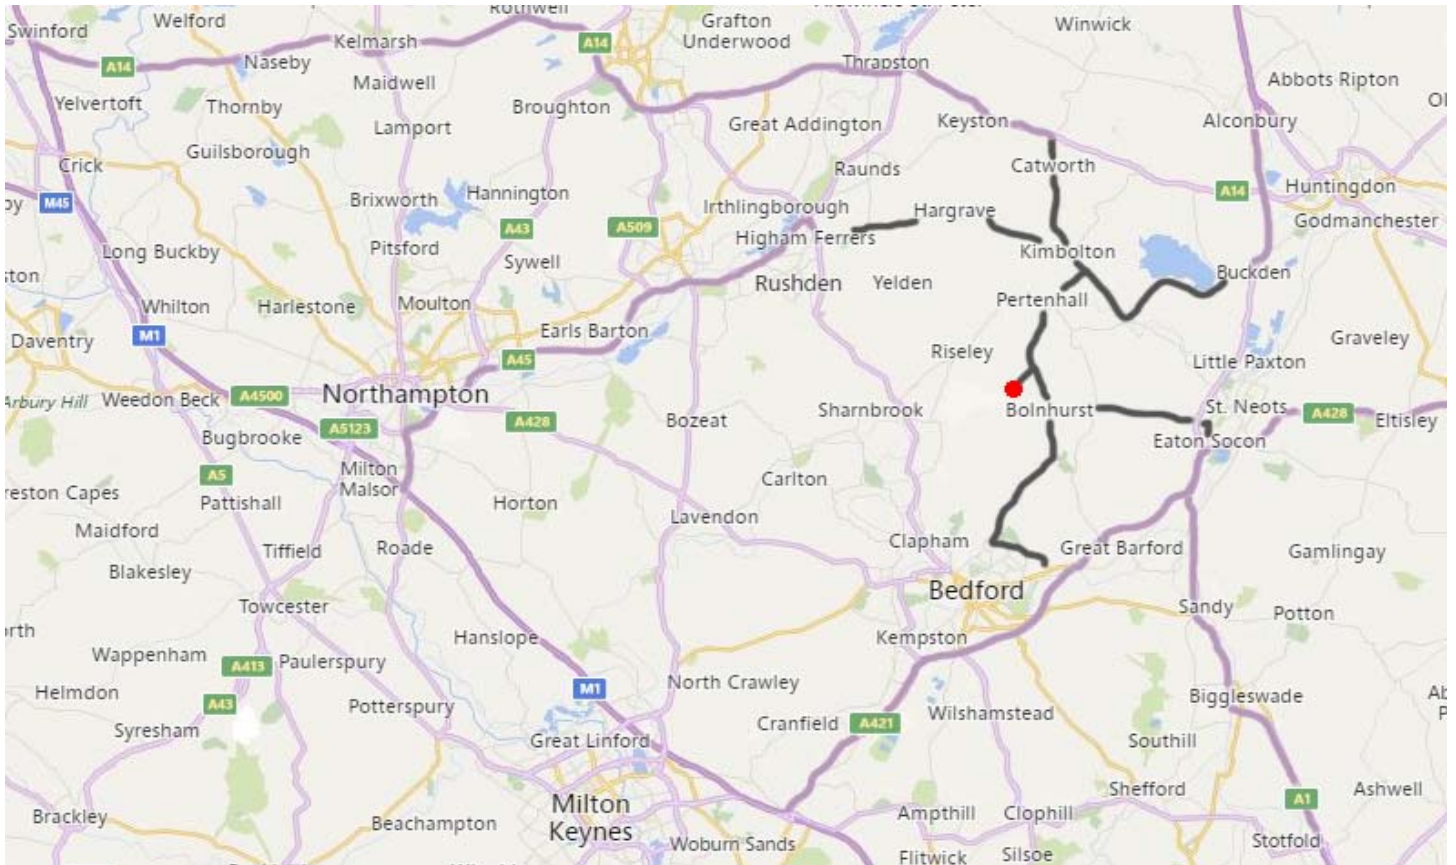 Rothwell
Welford
Grafton
Underwood
Winwick
Swinford
Kelmarsh
A14
A14
Naseby
Thrapston
Maidwell
Abbots Ripton
Yelvertoft
Thornby
Broughton
Great Addington
Keyston
Alconbury
Lamport
Crick
Guilsborough
Raunds
Catworth
A14
Huntingdon
M45
Brixworth
Hannington
Irthlingborough
Hargrave
Godmanchester
A43
A509
Higham Ferrers
Long Buckby
Pitsford
Sywell
Kimbolton
Buckden
Rushden
Yelden
Whilton
Harlestone
Moulton
Pertenhall
M1
Earls Barton
Daventry
Graveley
A45
Riseley
Little Paxton
Northampton
A4500
Arbury Hill
Weedon Beck
Sharnbrook
Bolnhurst
St. Neots
A428
Eltisley
A428
Bozeat
A5123
Bugbrooke
Eaton Socon
Milton
Malsor
A5
Carlton
reston Capes
Pattishall
Horton
Lavendon
Maidford
Tiffield
Roade
Clapham
Great Barford
Gamlingay
Blakesley
Bedford
Towcester
Sandy
Potton
orth
Hanslope
Kempston
Wappenham
A413
Paulerspury
Helmdon
M1
North Crawley
Biggleswade
A43
Potterspury
Cranfield
A421
Wilshamstead
Syresham
Great Linford
Southill
Shefford
Ashwell
A1
Milton
Keynes
Ampthill
Clophill
Brackley
Beachampton
Woburn Sands
Stotfold
Flitwick
Silsoe